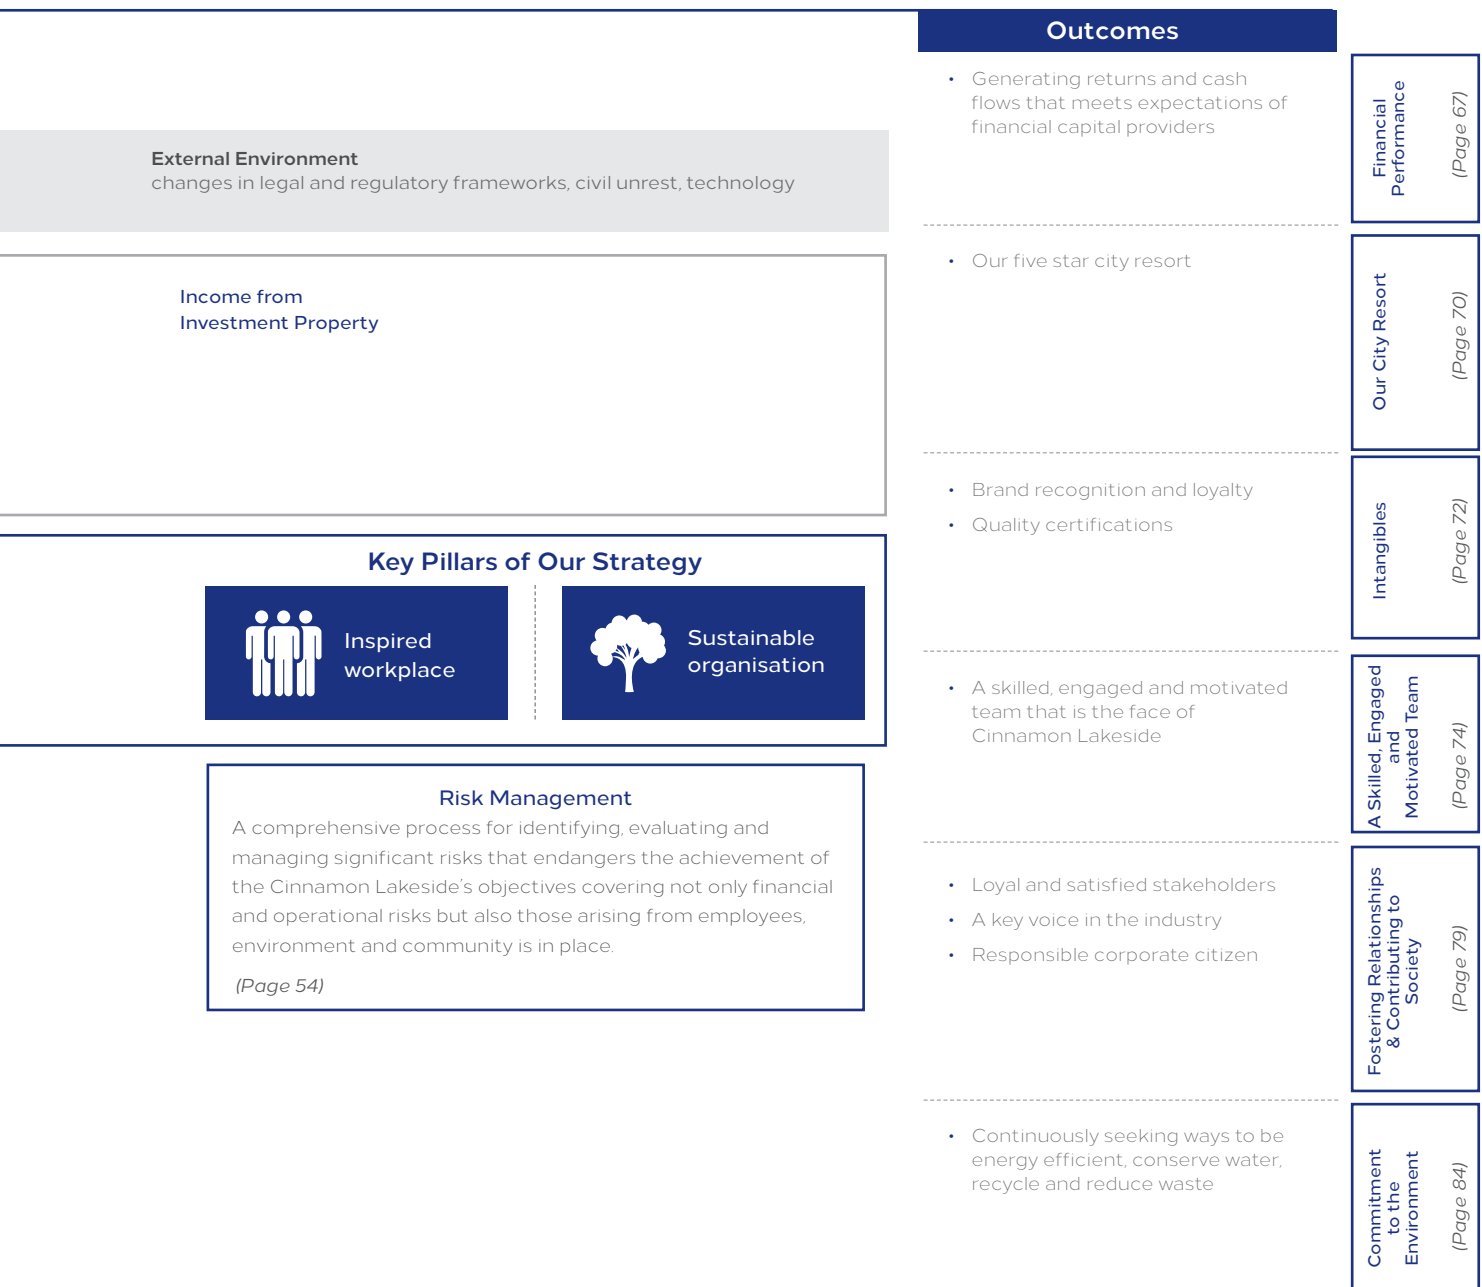 External Environment
changes in legal and regulatory frameworks, civil unrest, technology
Income from
Investment Property
Key Pillars of Our Strategy
Inspired
workplace
Sustainable
organisation
Risk Management
A comprehensive process for identifying, evaluating and
managing significant risks that endangers the achievement of
the Cinnamon Lakeside's objectives covering not only financial
and operational risks but also those arising from employees,
environment and community is in place.
(Page 54)
Outcomes
• Generating returns and cash
flows that meets expectations of
financial capital providers
Financial
Performance
(Page 67)
• Our five star city resort
Our City Resort
(Page 70)
• Brand recognition and loyalty
• Quality certifications
Intangibles
(Page 72)
• A skilled, engaged and motivated
team that is the face of
Cinnamon Lakeside
A Skilled, Engaged
and
Motivated Team
(Page 74)
• Loyal and satisfied stakeholders
• A key voice in the industry
• Responsible corporate citizen
Fostering Relationships
& Contributing to
Society
(Page 79)
• Continuously seeking ways to be
energy efficient, conserve water,
recycle and reduce waste
Commitment
to the
Environment
(Page 84)